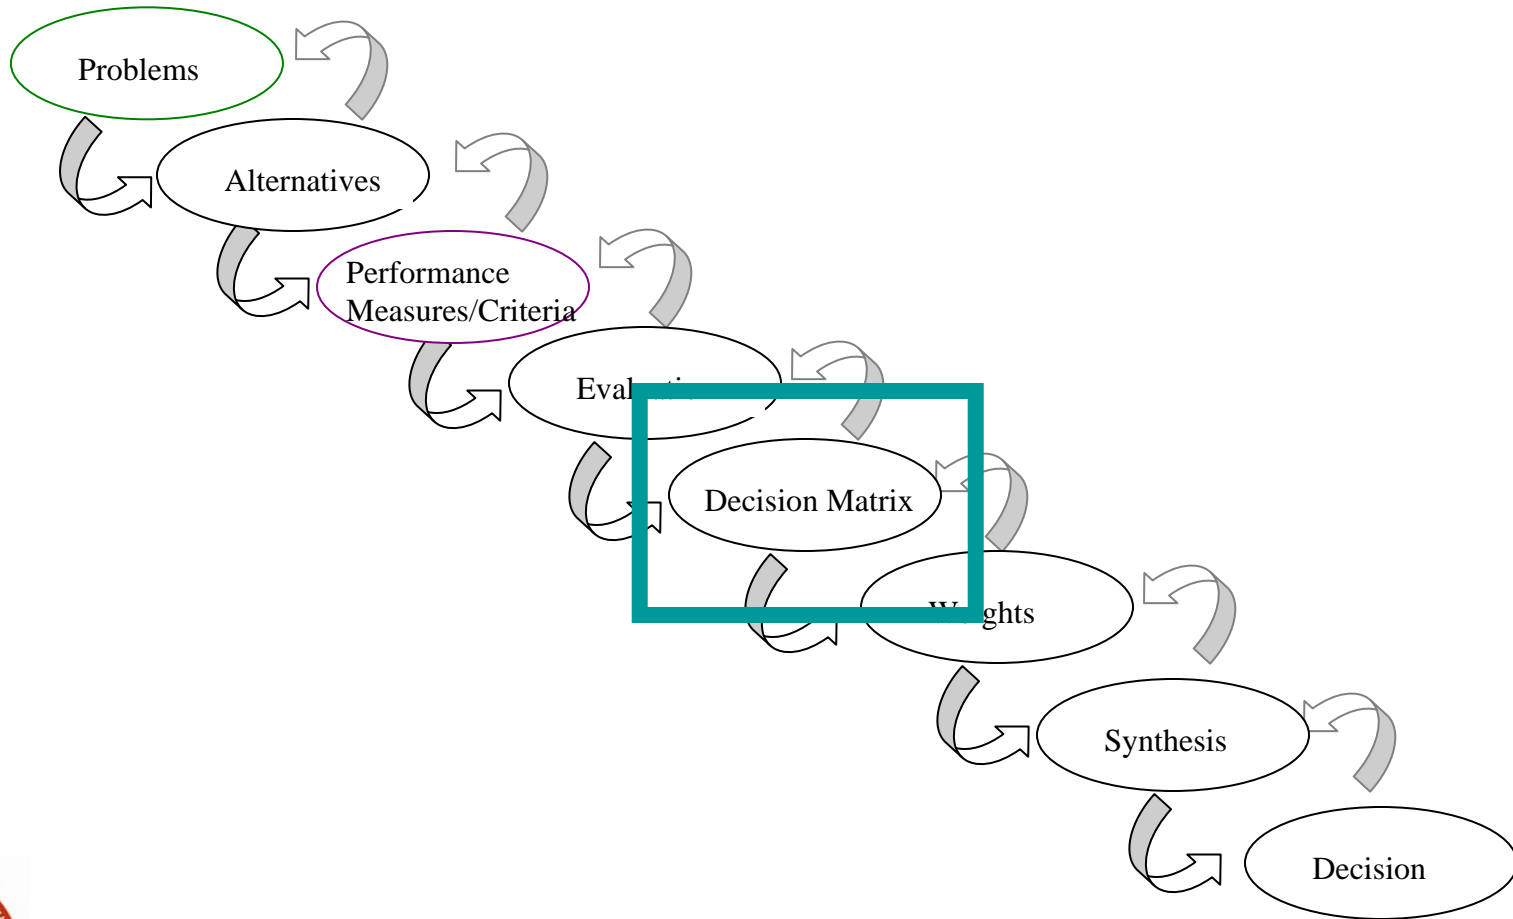 Problems
Alternatives
Performance
Measures/Criteria
Decision Matrix
Synthesis
Decision